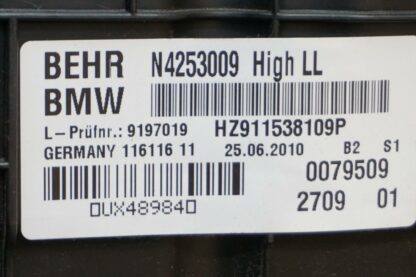 BEHR N4253009 High LL
BMW
L-Prüfnr.: 9197019 HZ911538109P
GERMANY 116116 11 25.06.2010 B2 S1
0079509
0UX489840 2709 01